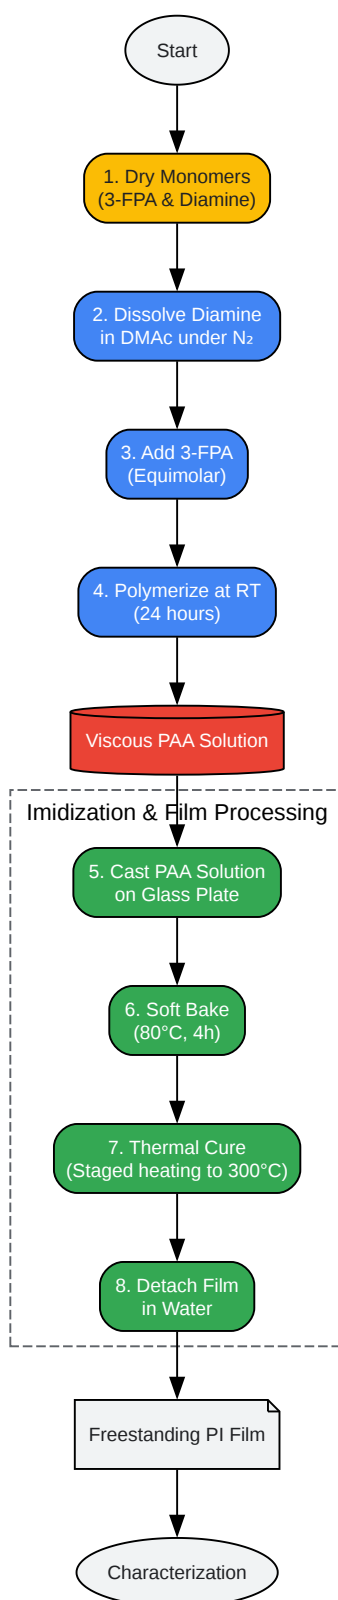 Start
1. Dry Monomers
(3-FPA & Diamine)
2. Dissolve Diamine
in DMAc under N₂
3. Add 3-FPA
(Equimolar)
4. Polymerize at RT
(24 hours)
Viscous PAA Solution
Imidization & Film Processing
5. Cast PAA Solution
on Glass Plate
6. Soft Bake
(80°C, 4h)
7. Thermal Cure
(Staged heating to 300°C)
8. Detach Film
in Water
Freestanding PI Film
Characterization